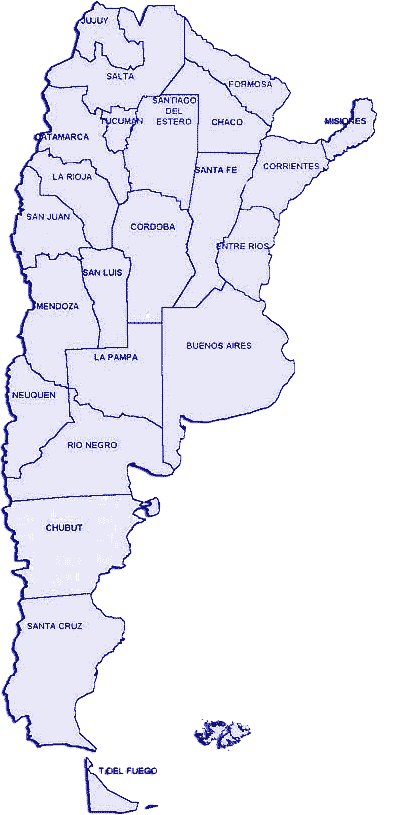 JUJUY
SALTA
FORMOSA
SANTIAGO
DEL
ESTERO
TUCUMAN
CHACO
MISIONES
CATAMARCA
LA RIOJA
SANTA FE
CORRIENTES
SAN JUAN
CORDOBA
ENTRE RIOS
SAN LUIS
MENDOZA
BUENOS AIRES
LA PAMPA
NEUQUEN
RIO NEGRO
CHUBUT
SANTA CRUZ
T.DEL FUEGO